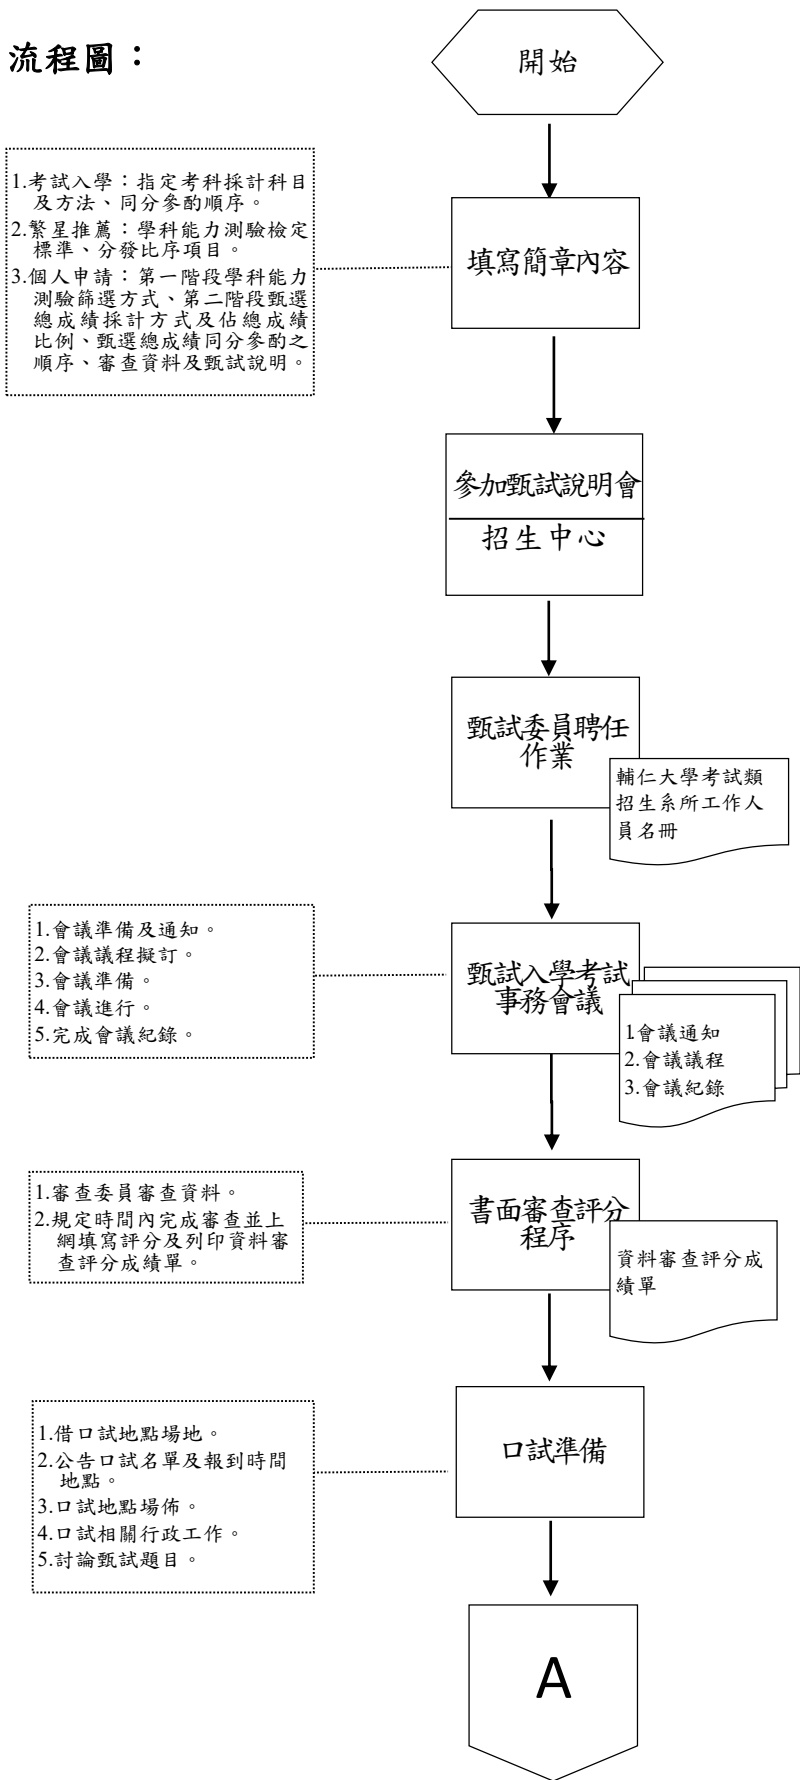 流程圖：
開始
1.考試入學：指定考科採計科目
及方法、同分參酌順序。
2.繁星推薦：學科能力測驗檢定
標準、分發比序項目。
3.個人申請：第一階段學科能力
測驗篩選方式、第二階段甄選
總成績採計方式及佔總成績
比例、甄選總成績同分參酌之
順序、審查資料及甄試說明。
填寫簡章內容
參加甄試說明會
招生中心
甄試委員聘任
作業
輔仁大學考試類
招生系所工作人
員名冊
1.會議準備及通知。
2.會議議程擬訂。
3.會議準備。
4.會議進行。
5.完成會議紀錄。
甄試入學考試
事務會議
1.會議通知
2.會議議程
3.會議紀錄
1.審查委員審查資料。
2.規定時間內完成審查並上
網填寫評分及列印資料審
查評分成績單。
書面審查評分
程序
資料審查評分成
績單
1.借口試地點場地。
2.公告口試名單及報到時間
地點。
3.口試地點場佈。
4.口試相關行政工作。
5.討論甄試題目。
口試準備
A